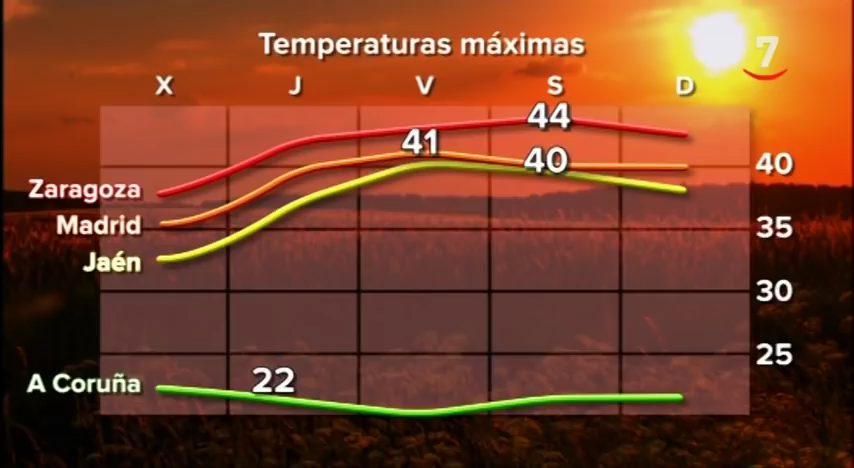 Temperaturas máximas
7
X J V S D
44
41
40
40
Zaragoza
Madrid
35
Jaén
30
25
A Coruña
22